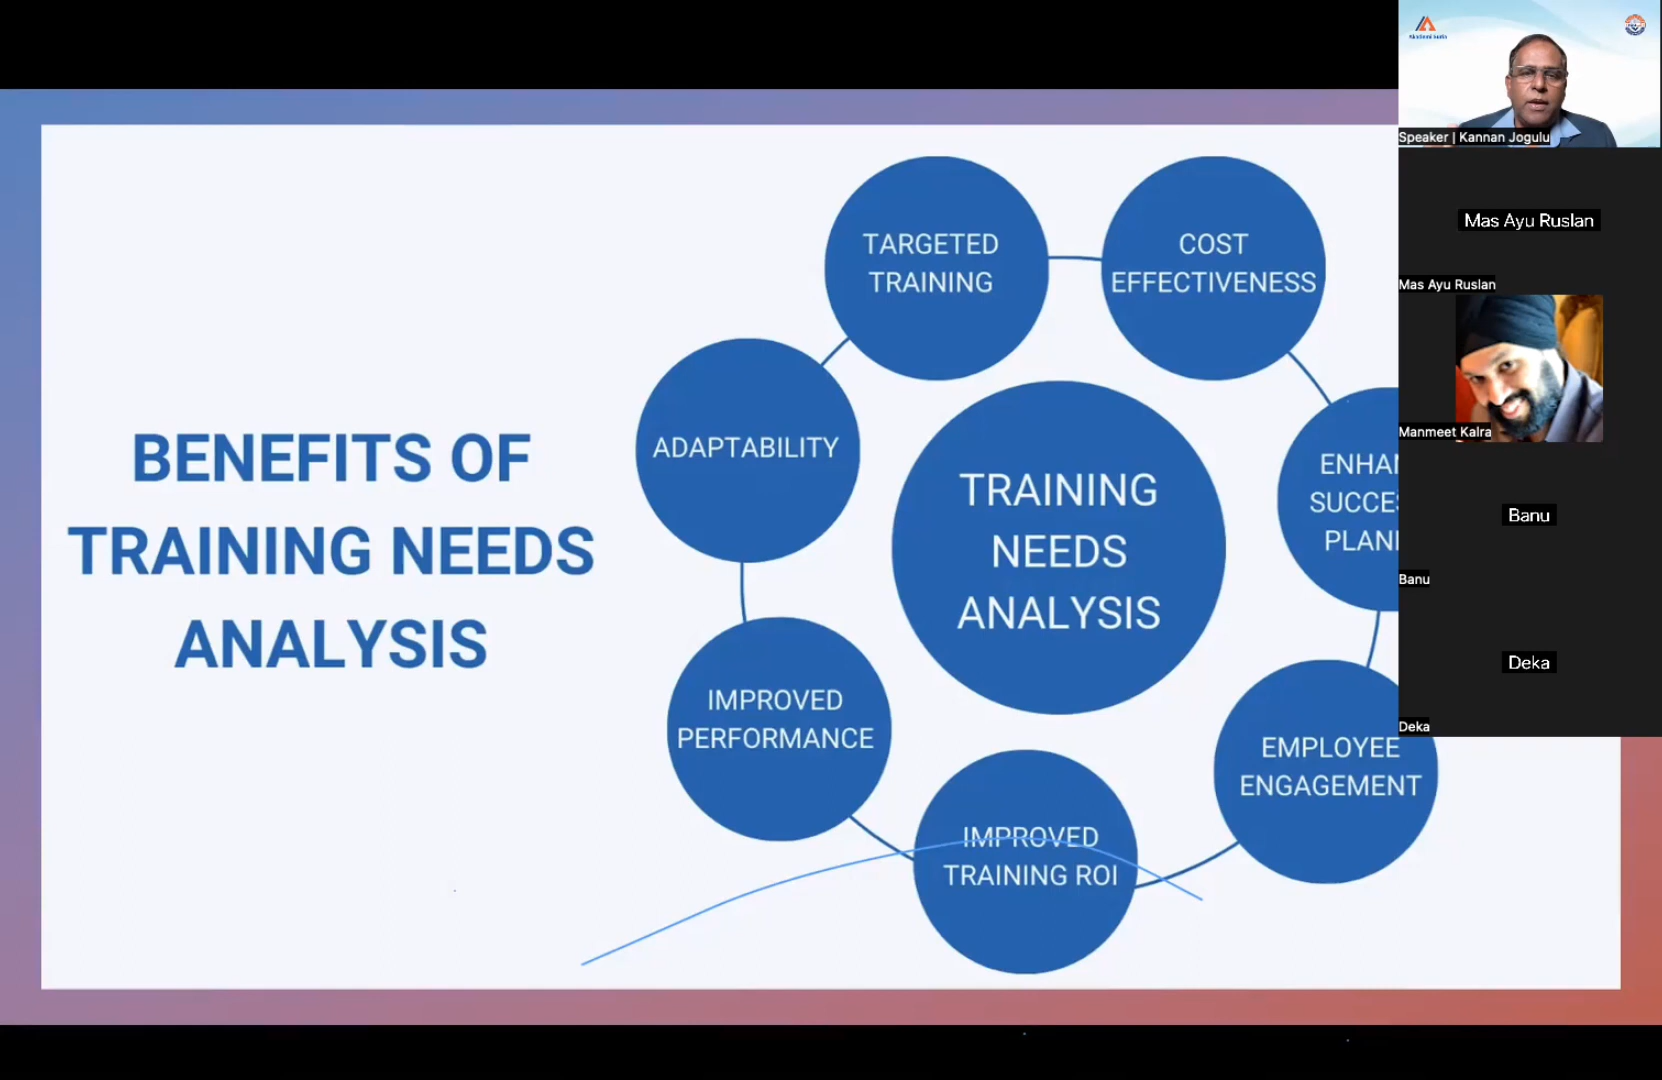 BENEFITS OF
TRAINING NEEDS
ANALYSIS
TARGETED
TRAINING
COST
EFFECTIVENESS
ADAPTABILITY
TRAINING
NEEDS
ANALYSIS
IMPROVED
PERFORMANCE
IMPROVED
TRAINING ROI
EMPLOYEE
ENGAGEMENT
Speaker | Kannan Jogulu
Mas Ayu Ruslan
Mas Ayu Ruslan
Manmeet Kalra
Banu
Banu
Deka
Deka